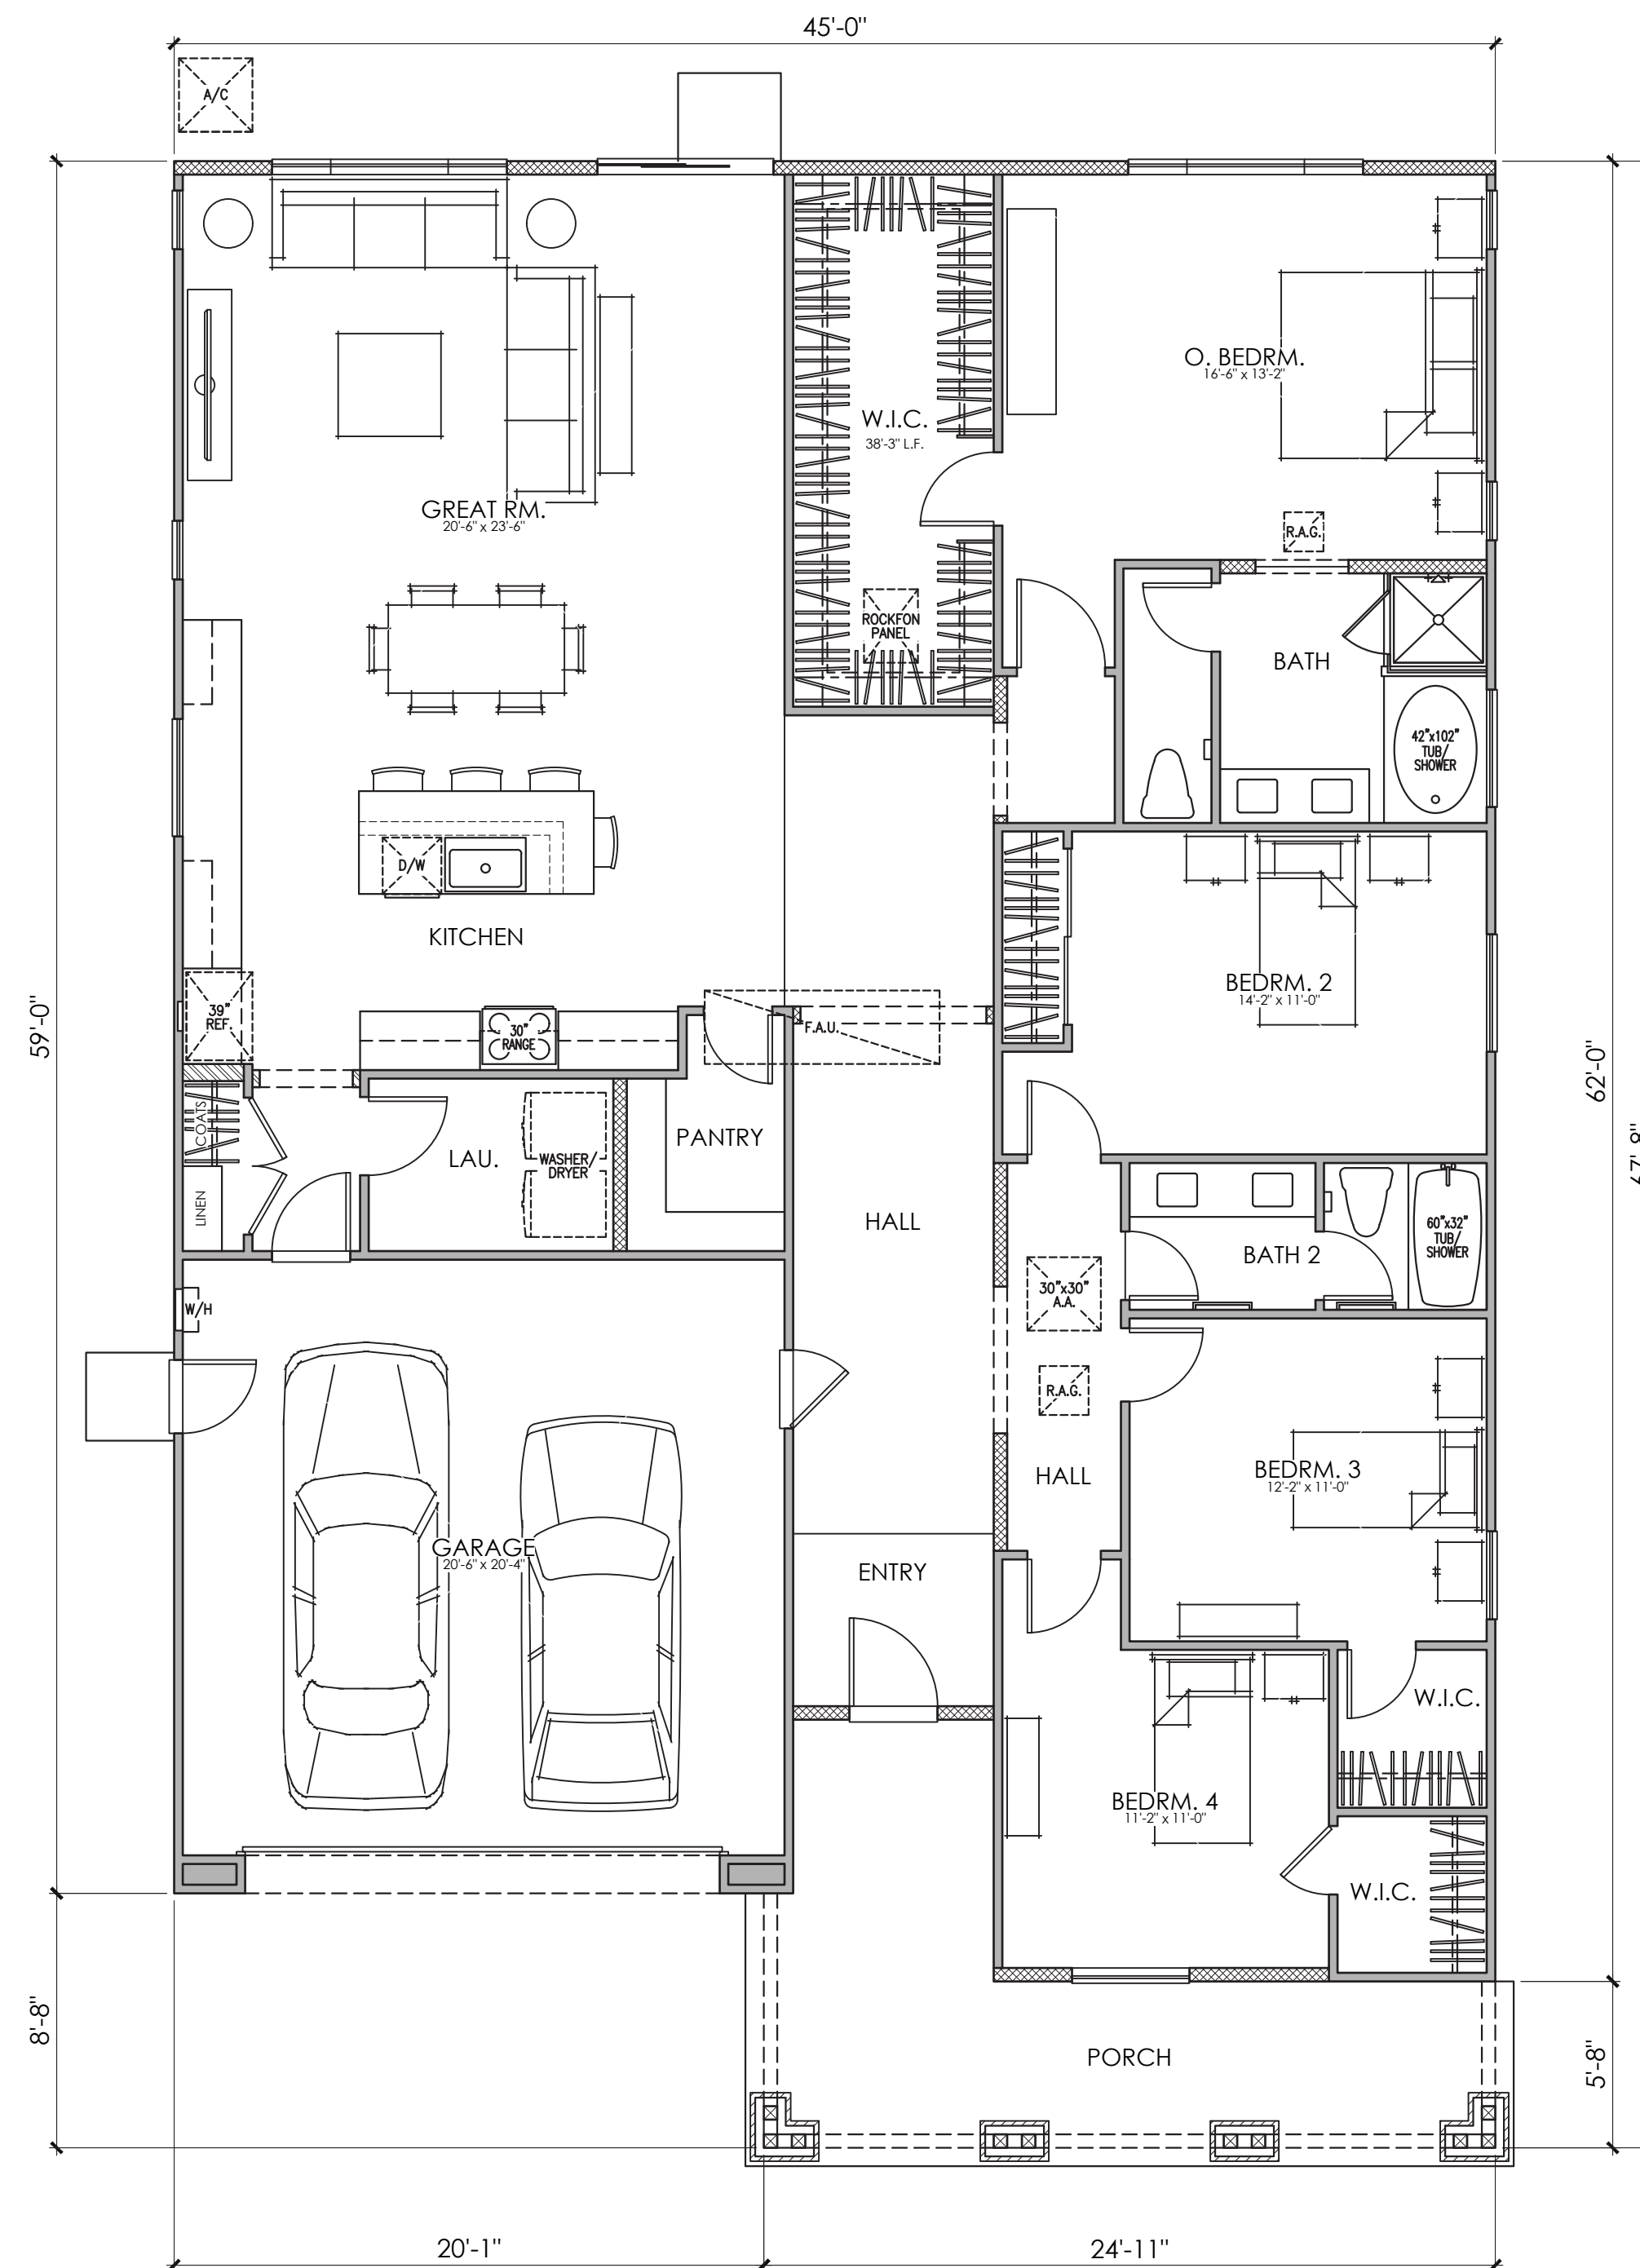 45'-0"
A/C
O. BEDRM.
16'-6" x 13'-2"
W.I.C.
38'-3" L.F.
GREAT RM.
20'-6" x 23'-6"
R.A.G.
ROCKFON
PANEL
BATH
42"x102"
TUB/
SHOWER
D/W
KITCHEN
BEDRM. 2
14'-2" x 11'-0"
39"
REF.
30"
RANGE
F.A.U.
59'-0"
62'-0"
67'-8"
COATS
PANTRY
LAU.
WASHER/
DRYER
LINEN
HALL
60"x32"
TUB/
SHOWER
BATH 2
30"x30"
A.A.
W/H
R.A.G.
HALL
BEDRM. 3
12'-2" x 11'-0"
GARAGE
20'-6" x 20'-4"
ENTRY
W.I.C.
BEDRM. 4
11'-2" x 11'-0"
W.I.C.
8'-8"
PORCH
5'-8"
20'-1"
24'-11"